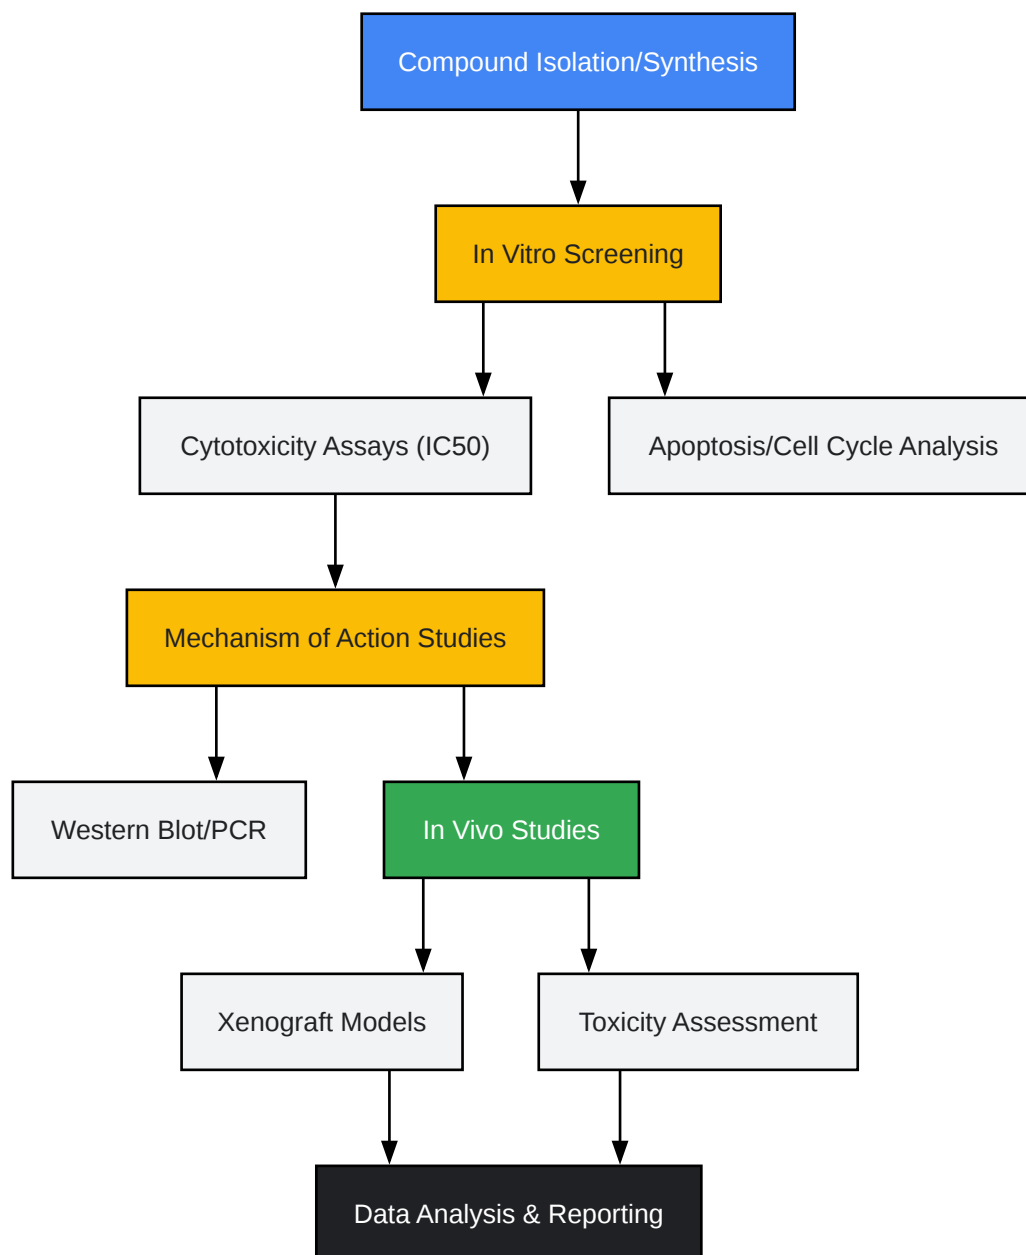 Compound Isolation/Synthesis
In Vitro Screening
Cytotoxicity Assays (IC50)
Apoptosis/Cell Cycle Analysis
Mechanism of Action Studies
Western Blot/PCR
In Vivo Studies
Xenograft Models
Toxicity Assessment
Data Analysis & Reporting